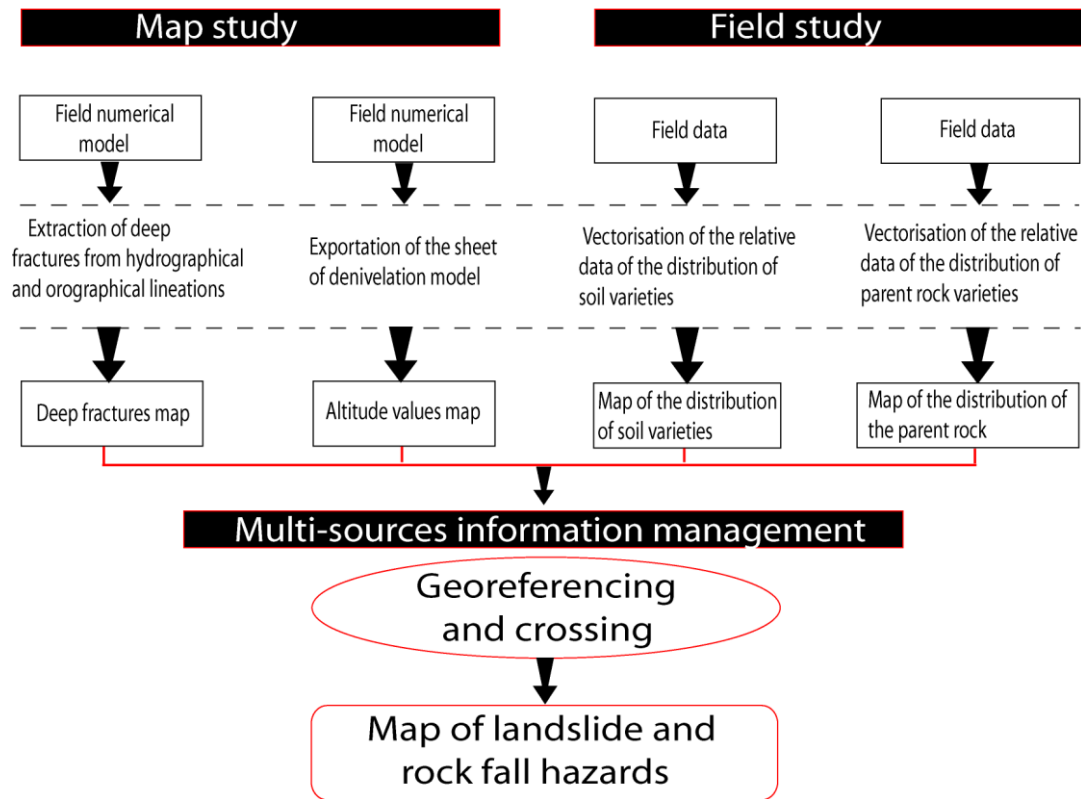 Map study
Field study
Field numerical
model
Field numerical
model
Field data
Field data
Extraction of deep
fractures from hydrographical
and orographical lineations
Exportation of the sheet
of denivelation model
Vectorisation of the relative
data of the distribution of
soil varieties
Vectorisation of the relative
data of the distribution of
parent rock varieties
Deep fractures map
Altitude values map
Map of the distribution
of soil varieties
Map of the distribution of
the parent rock
Multi-sources information management
Georeferencing
and crossing
Map of landslide and
rock fall hazards